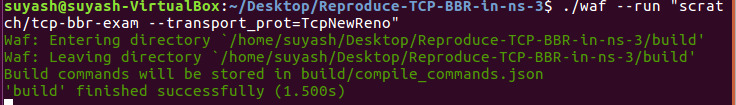 suyash@suyash-VirtualBox:~/Desktop/Reproduce-TCP-BBR-in-ns-3$ ./waf --run "scrat
ch/tcp-bbr-exam --transport_prot=TcpNewReno"
Waf: Entering directory `/home/suyash/Desktop/Reproduce-TCP-BBR-in-ns-3/build'
Waf: Leaving directory `/home/suyash/Desktop/Reproduce-TCP-BBR-in-ns-3/build'
Build commands will be stored in build/compile_commands.json
'build' finished successfully (1.500s)